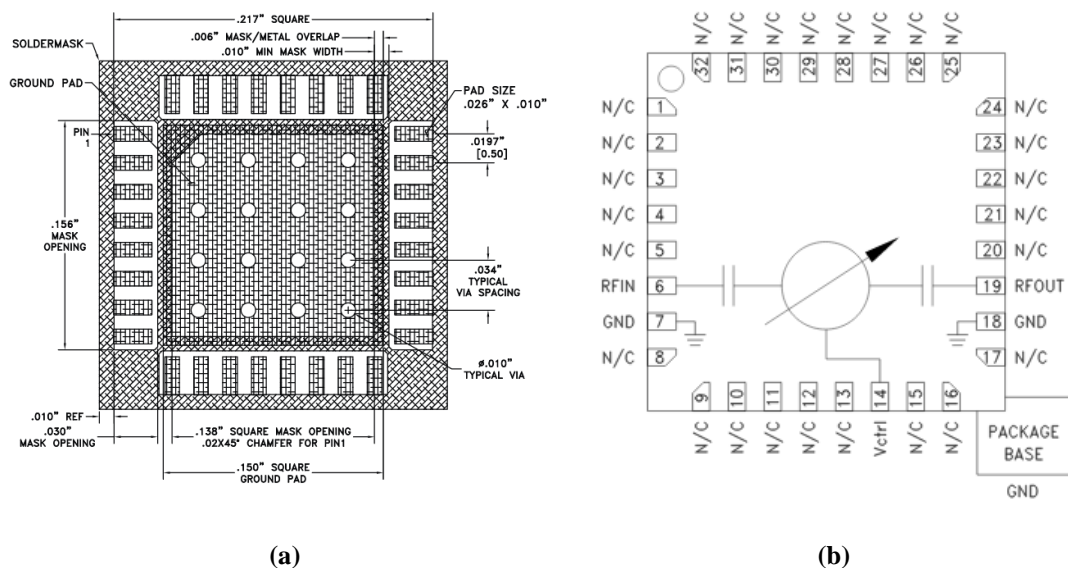 .217" SQUARE
.006" MASK/METAL OVERLAP
.010" MIN MASK WIDTH
SOLDERMASK
GROUND PAD
PAD SIZE
.026" X .010"
PIN
1
.0197"
[0.50]
.156"
MASK
OPENING
.034"
TYPICAL
VIA SPACING
ø.010"
TYPICAL VIA
.010" REF
.030"
MASK OPENING
.138" SQUARE MASK OPENING
.02X45° CHAMFER FOR PIN1
.150" SQUARE
GROUND PAD
(a)
N/C N/C N/C N/C N/C N/C N/C N/C
32 31 30 29 28 27 26 25
N/C 1 24 N/C
N/C 2 23 N/C
N/C 3 22 N/C
N/C 4 21 N/C
N/C 5 20 N/C
RFIN 6 19 RFOUT
GND 7 18 GND
N/C 8 17 N/C
9 10 11 12 13 14 15 16
N/C N/C N/C N/C N/C Vctrl N/C N/C
PACKAGE
BASE
GND
(b)